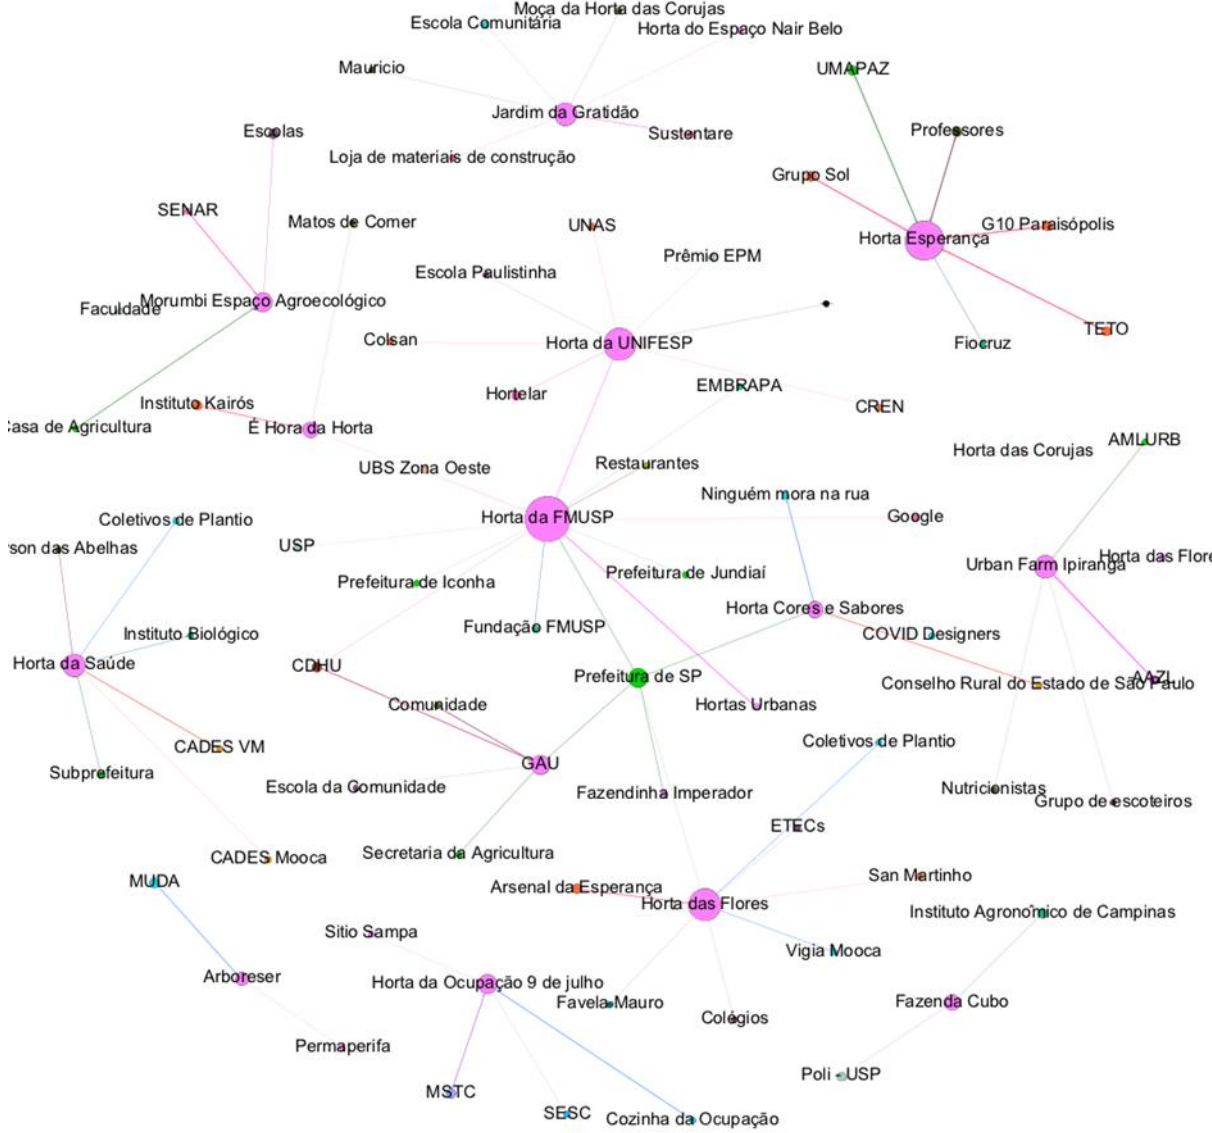 Moça da Horta das Corujas
Escola Comunitária
Horta do Espaço Nair Belo
Mauricio
UMAPAZ
Jardim da Gratidão
Escolas
Sustentare
Professores
Loja de materiais de construção
Grupo Sol
SENAR
Matos de Comer
UNAS
G10 Paraisópolis
Horta Esperança
Prêmio EPM
Escola Paulistinha
Morumbi Espaço Agroecológico
Faculdade
TETO
Colsan
Horta da UNIFESP
Fiocruz
EMBRAPA
Hortelar
Instituto Kairós
CREN
asa de Agricultura
É Hora da Horta
AMLURB
Horta das Corujas
UBS Zona Oeste
Restaurantes
Ninguém mora na rua
Horta da FMUSP
Google
Coletivos de Plantio
USP
rson das Abelhas
Horta das Flore
Urban Farm Ipiranga
Prefeitura de Iconha
Prefeitura de Jundiaí
Horta Cores e Sabores
Fundação FMUSP
Instituto Biológico
COVID Designers
Horta da Saúde
CDHU
Prefeitura de SP
AAZL
Conselho Rural do Estado de São Paulo
Comunidade
Hortas Urbanas
CADES VM
Coletivos de Plantio
GAU
Subprefeitura
Escola da Comunidade
Fazendinha Imperador
Nutricionistas
Grupo de escoteiros
ETECs
CADES Mooca
Secretaria da Agricultura
MUDA
Arsenal da Esperança
San Martinho
Horta das Flores
Instituto Agronômico de Campinas
Sitio Sampa
Vigia Mooca
Arboreser
Horta da Ocupação 9 de julho
Favela Mauro
Fazenda Cubo
Colégios
Permaperifa
Poli - USP
MSTC
SESC
Cozinha da Ocupação